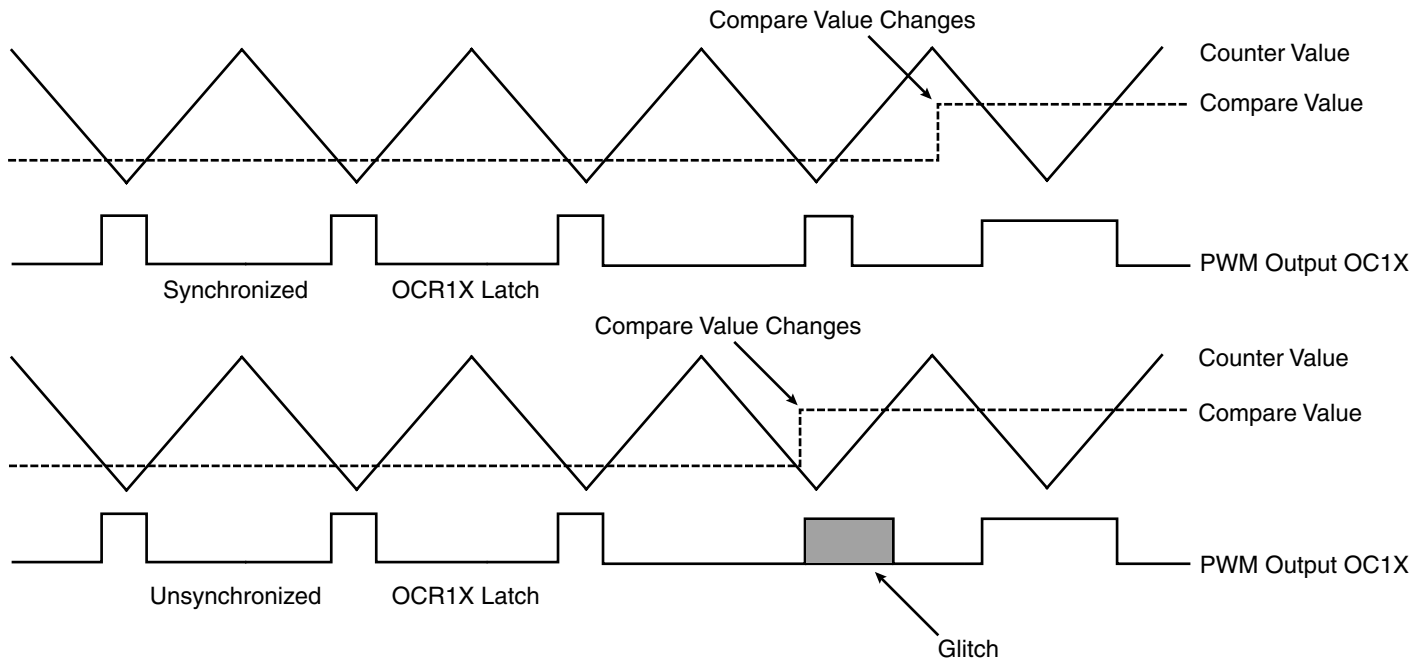 Compare Value Changes
Counter Value
Compare Value
PWM Output OC1X
Synchronized OCR1X Latch
Compare Value Changes
Counter Value
Compare Value
PWM Output OC1X
Unsynchronized OCR1X Latch
Glitch